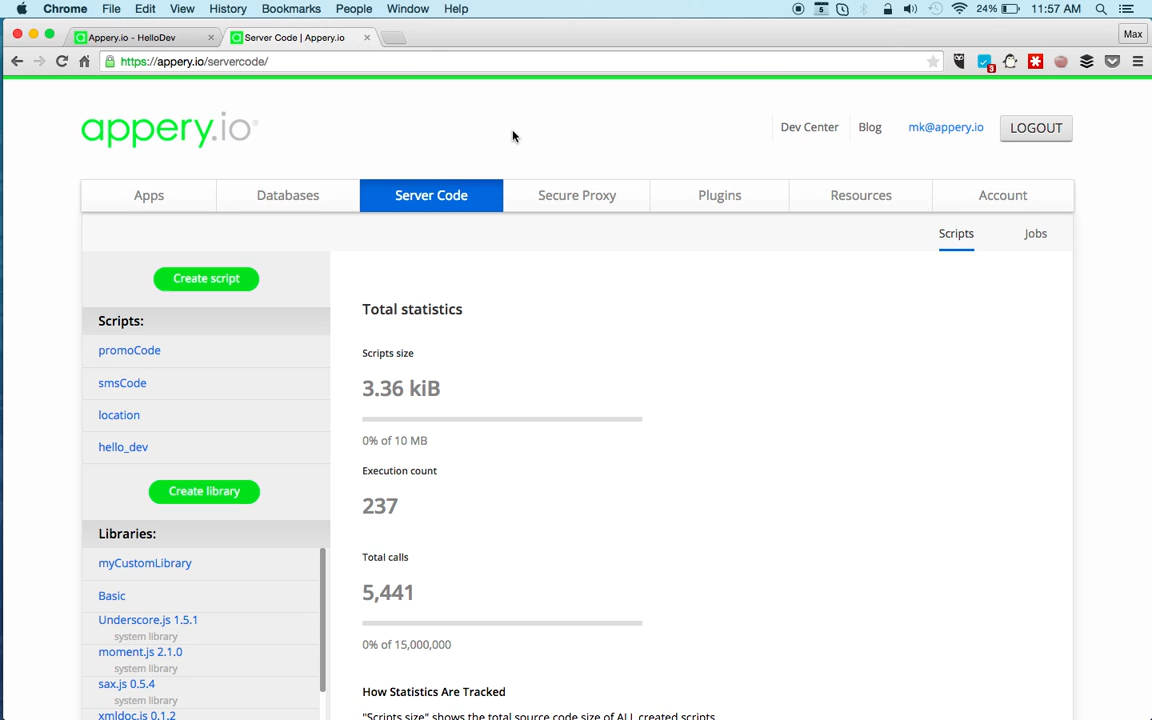 Chrome File Edit View History Bookmarks People Window Help 5 24% 11:57 AM
Appery.io - HelloDev × Server Code | Appery.io × Max
https://appery.io/servercode/ 3
appery.io®
Dev Center Blog mk@appery.io LOGOUT
Apps Databases Server Code Secure Proxy Plugins Resources Account
Scripts Jobs
Create script
Scripts:
promoCode
smsCode
location
hello_dev
Create library
Libraries:
myCustomLibrary
Basic
Underscore.js 1.5.1
system library
moment.js 2.1.0
system library
sax.js 0.5.4
system library
xmldoc.js 0.1.2
Total statistics
Scripts size
3.36 kiB
0% of 10 MB
Execution count
237
Total calls
5,441
0% of 15,000,000
How Statistics Are Tracked
"Scripts size" shows the total source code size of ALL created scripts